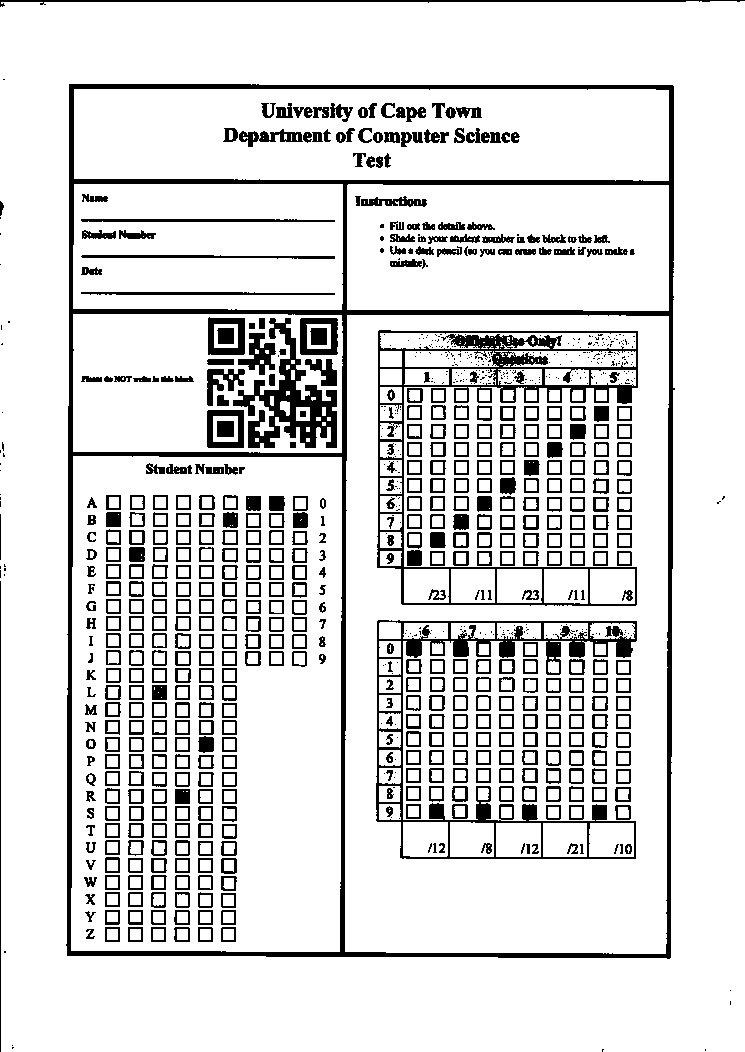 University of Cape Town
Department of Computer Science
Test
Name
Student Number
Date
Instructions
• Fill out the details above.
• Shade in your student number in the block to the left.
• Use a dark pencil (so you can erase the mark if you make a
mistake).
Please do NOT write in this block
Student Number
A 0
B 1
C 2
D 3
E 4
F 5
G 6
H 7
I 8
J 9
K
L
M
N
O
P
Q
R
S
T
U
V
W
X
Y
Z
Official Use Only!
Questions
1 2 3 4 5
0
1
2
3
4
5
6
7
8
9
/23 /11 /23 /11 /8
6 7 8 9 10
0
1
2
3
4
5
6
7
8
9
/12 /8 /12 /21 /10